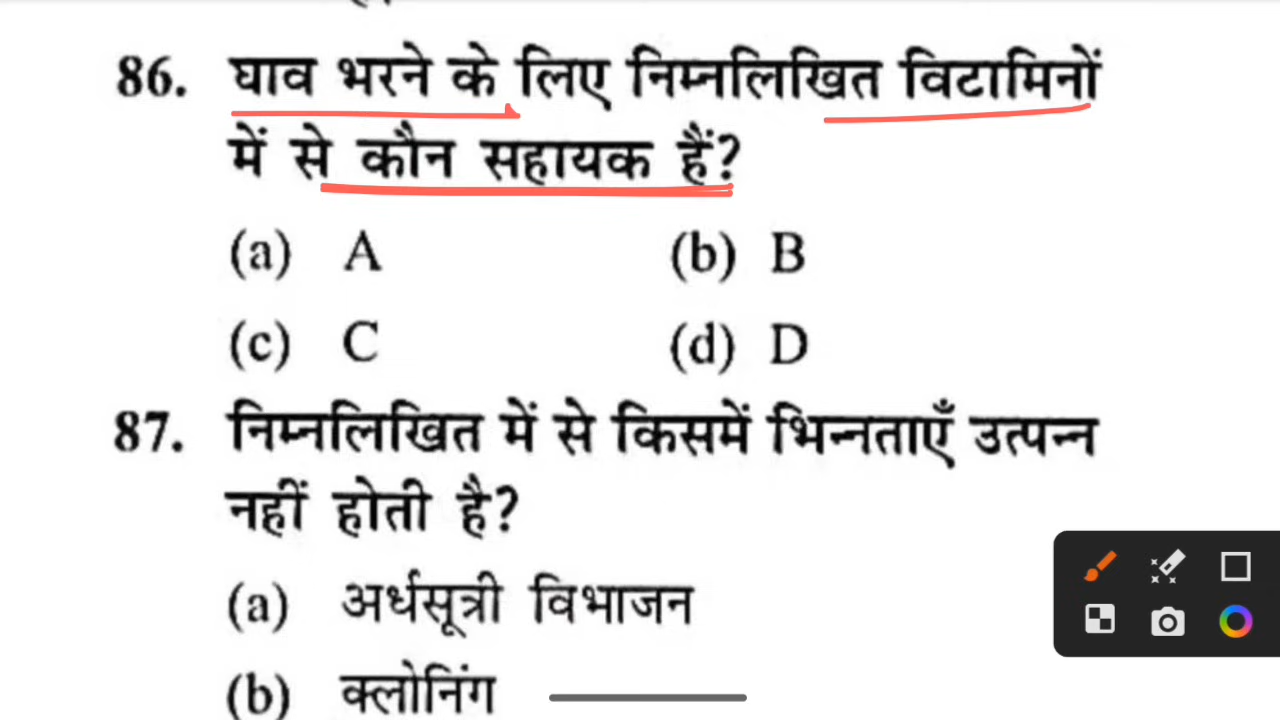 86. घाव भरने के लिए निम्नलिखित विटामिनों
में से कौन सहायक हैं?
(a) A (b) B
(c) C (d) D
87. निम्नलिखित में से किसमें भिन्नताएँ उत्पन्न
नहीं होती है?
(a) अर्धसूत्री विभाजन
(b) क्लोनिंग